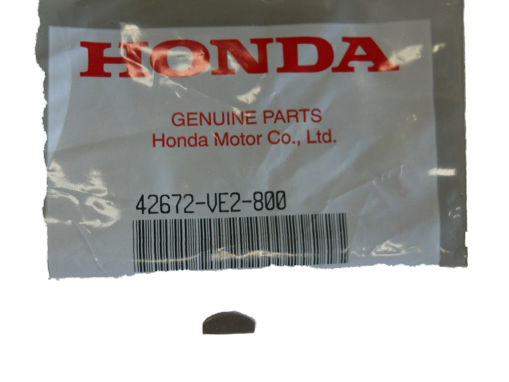 HONDA
GENUINE PARTS
Honda Motor Co., Ltd.
42672-VE2-800